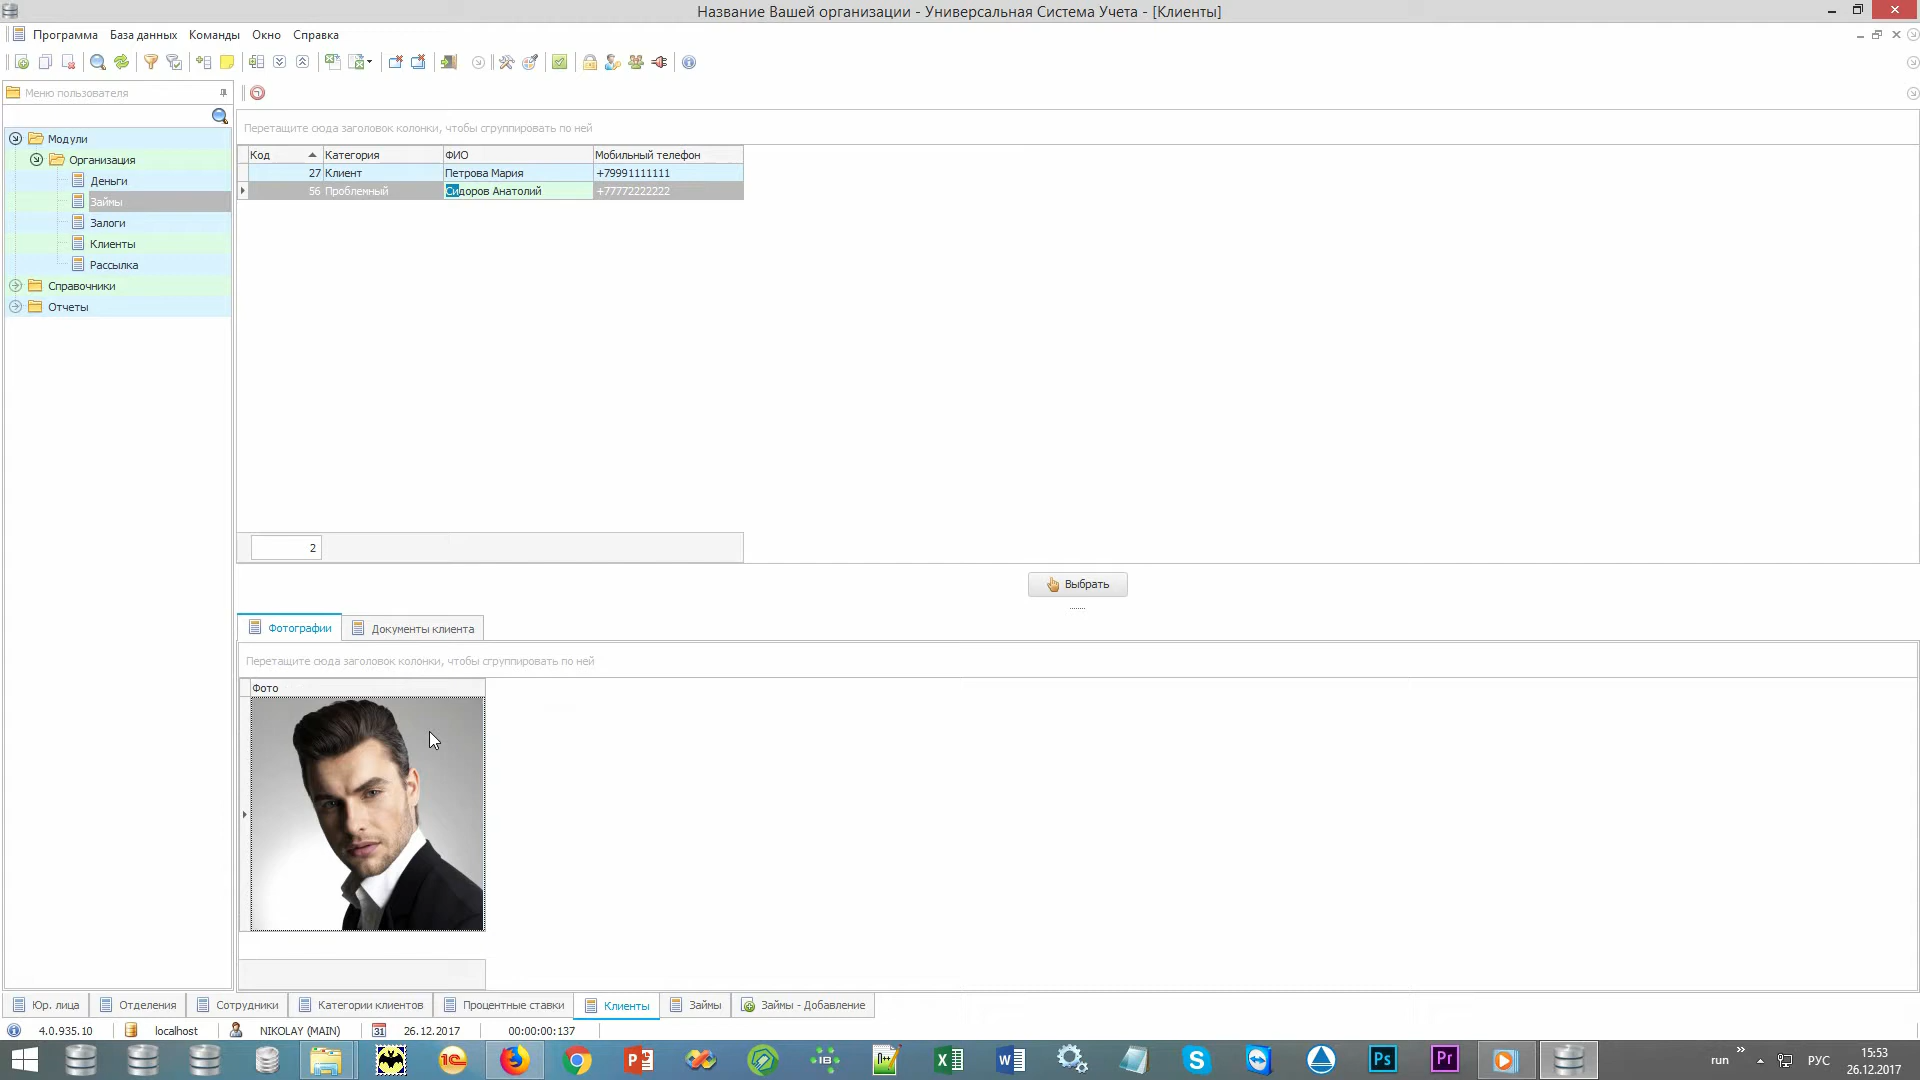 Название Вашей организации - Универсальная Система Учета - [Клиенты]
Программа База данных Команды Окно Справка
Меню пользователя
Модули
Организация
Деньги
Займы
Залоги
Клиенты
Рассылка
Справочники
Отчеты
Перетащите сюда заголовок колонки, чтобы сгруппировать по ней
Код Категория ФИО Мобильный телефон
27 Клиент Петрова Мария +79991111111
56 Проблемный Сидоров Анатолий +77772222222
2
Выбрать
Фотографии Документы клиента
Перетащите сюда заголовок колонки, чтобы сгруппировать по ней
Фото
Юр. лица Отделения Сотрудники Категории клиентов Процентные ставки Клиенты Займы Займы - Добавление
4.0.935.10 localhost NIKOLAY (MAIN) 31 26.12.2017 00:00:00:137
run РУС 15:53
26.12.2017